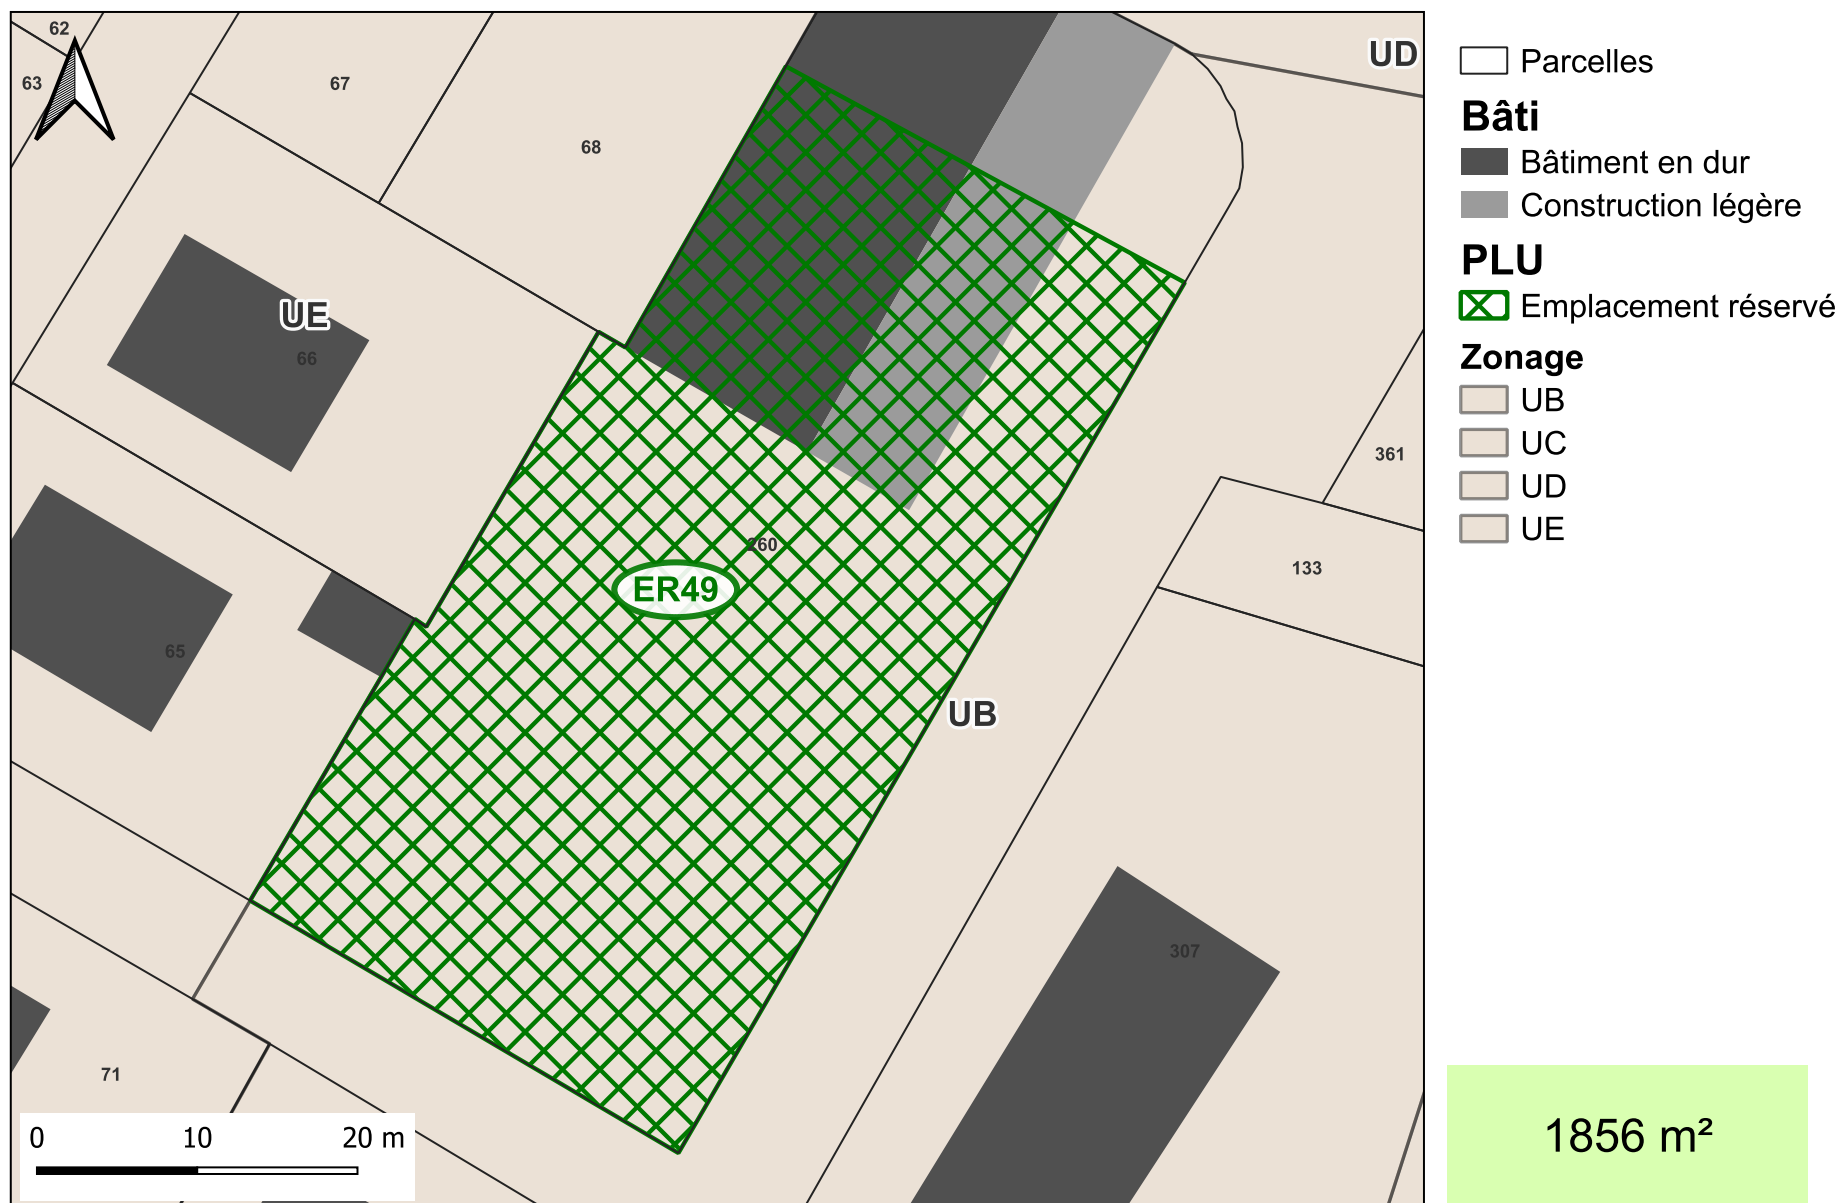 62
63
67
68
UD
UE
66
361
260
133
ER49
65
UB
307
71
0 10 20 m
Parcelles
Bâti
Bâtiment en dur
Construction légère
PLU
Emplacement réservé
Zonage
UB
UC
UD
UE
1856 m²